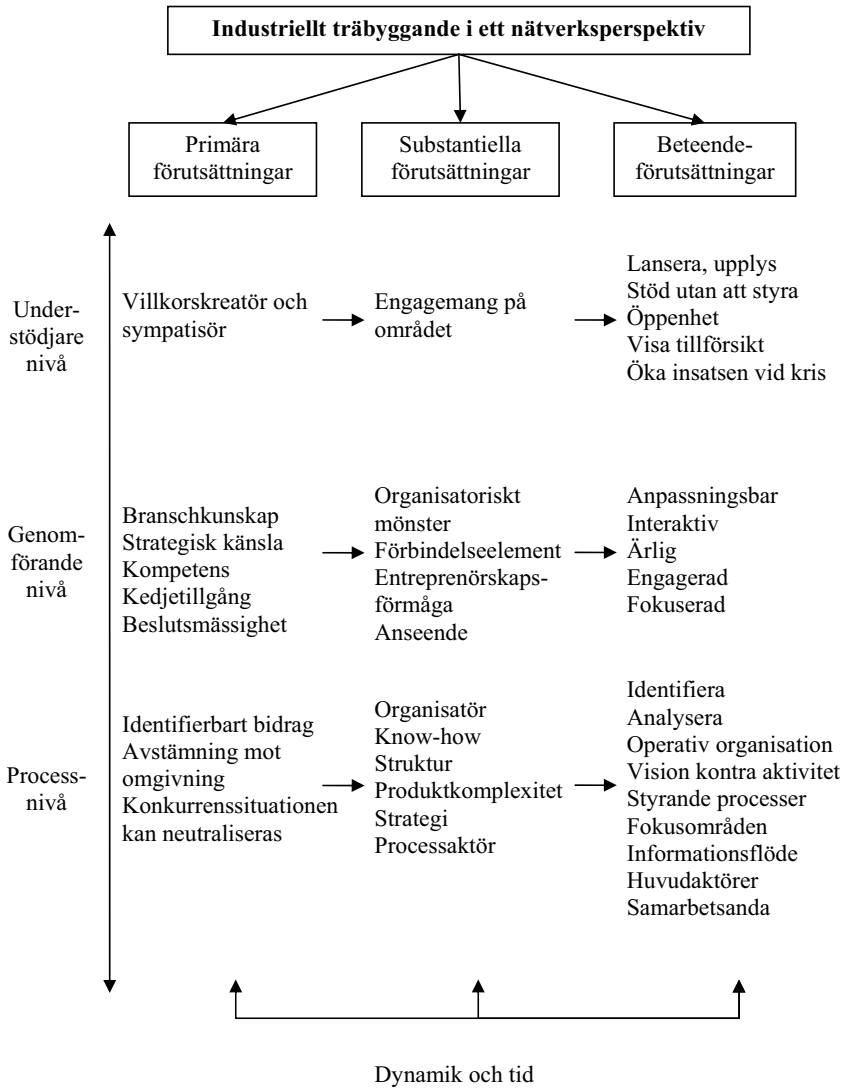 Industriellt träbyggande i ett nätverksperspektiv
Primära
förutsättningar
Substantiella
förutsättningar
Beteende-
förutsättningar
Under-
stödjare
nivå
Villkorskreatör och
sympatisör
Engagemang på
området
Lansera, upplys
Stöd utan att styra
Öppenhet
Visa tillförsikt
Öka insatsen vid kris
Genom-
förande
nivå
Branschkunskap
Strategisk känsla
Kompetens
Kedjetillgång
Beslutsmässighet
Organisatoriskt
mönster
Förbindelseelement
Entreprenörskaps-
förmåga
Anseende
Anpassningsbar
Interaktiv
Ärlig
Engagerad
Fokuserad
Process-
nivå
Identifierbart bidrag
Avstämning mot
omgivning
Konkurrenssituationen
kan neutraliseras
Organisatör
Know-how
Struktur
Produktkomplexitet
Strategi
Processaktör
Identifiera
Analysera
Operativ organisation
Vision kontra aktivitet
Styrande processer
Fokusområden
Informationsflöde
Huvudaktörer
Samarbetsanda
Dynamik och tid